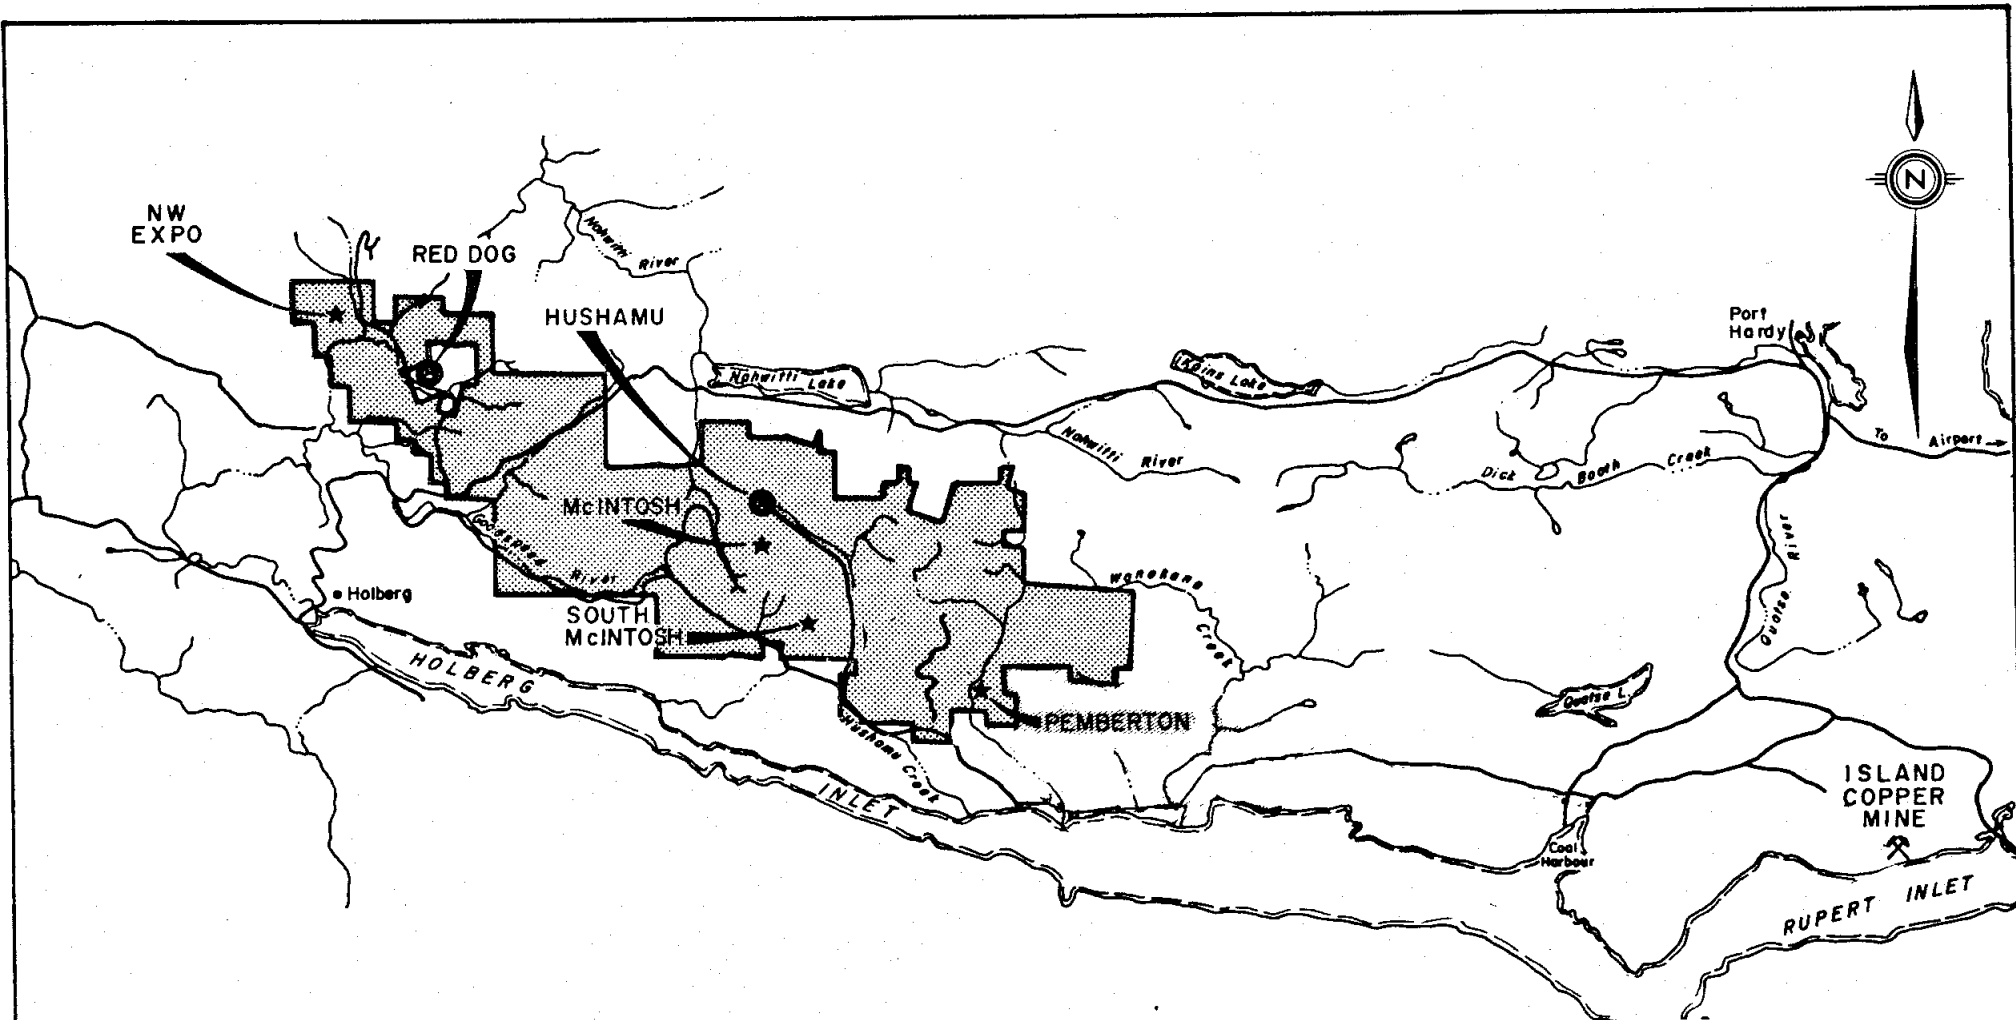 N
NW
EXPO
RED DOG
HUSHAMU
Nahwitti
River
Port
Hardy
Nahwitti Lake
Kains Lake
To
Airport
Nahwitti
River
Dick
Booth
Creek
McINTOSH
Goodspeed
River
Quatse
River
Wanokana
Creek
Holberg
SOUTH
McINTOSH
HOLBERG
INLET
Quatse L.
PEMBERTON
Hushamu Creek
ISLAND
COPPER
MINE
Coal
Harbour
RUPERT INLET